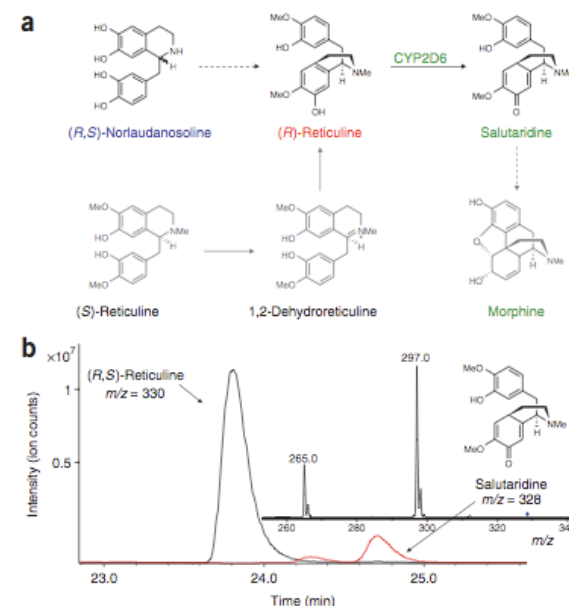 a
HO
HO
NH
H
HO
HO
(R,S)-Norlaudanosoline
MeO
HO
H
NMe
MeO
OH
(R)-Reticuline
CYP2D6
MeO
HO
H
NMe
MeO
O
Salutaridine
MeO
HO
NMe
H
HO
MeO
(S)-Reticuline
MeO
HO
NMe
+
H
HO
MeO
1,2-Dehydroreticuline
HO
O
NMe
H
HO
Morphine
b
×10⁷
1
0.5
Intensity (ion counts)
(R,S)-Reticuline
m/z = 330
297.0
265.0
MeO
HO
NMe
H
MeO
O
Salutaridine
m/z = 328
260 280 300 320 34
m/z
23.0 24.0 25.0
Time (min)